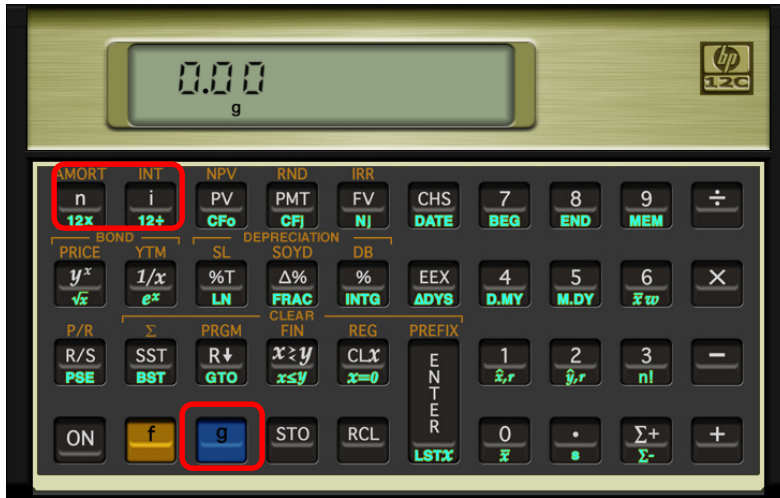 0.00
g
hp
12C
AMORT INT NPV RND IRR
n i PV PMT FV CHS 7 8 9 ÷
12x 12÷ CFo CFj Nj DATE BEG END MEM
BOND DEPRECIATION
PRICE YTM SL SOYD DB
yˣ 1/x %T Δ% % EEX 4 5 6 ×
√x eˣ LN FRAC INTG ΔDYS D.MY M.DY x̄w
CLEAR
P/R Σ PRGM FIN REG PREFIX
R/S SST R↓ x≷y CLx ENTER 1 2 3 −
PSE BST GTO x≤y x=0 x̂,r ŷ,r n!
ON f g STO RCL 0 · Σ+ +
LSTx x̄ s Σ-